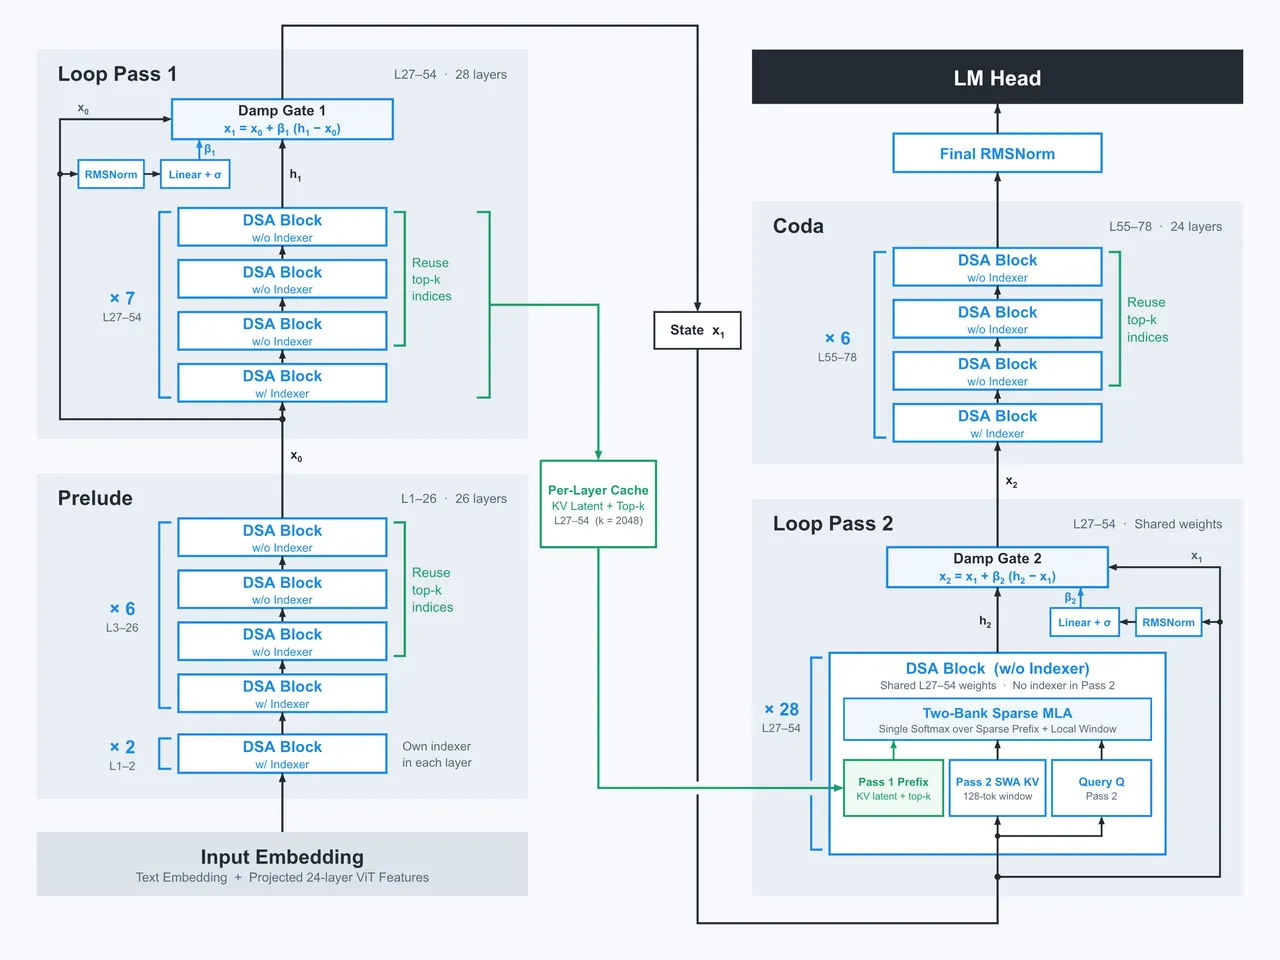 Loop Pass 1
L27–54 · 28 layers
x0
Damp Gate 1
x1 = x0 + β1 (h1 − x0)
β1
RMSNorm
Linear + σ
h1
DSA Block
w/o Indexer
DSA Block
w/o Indexer
DSA Block
w/o Indexer
DSA Block
w/ Indexer
× 7
L27–54
Reuse
top-k
indices
x0
Prelude
L1–26 · 26 layers
DSA Block
w/o Indexer
DSA Block
w/o Indexer
DSA Block
w/o Indexer
DSA Block
w/ Indexer
× 6
L3–26
Reuse
top-k
indices
× 2
L1–2
DSA Block
w/ Indexer
Own indexer
in each layer
Input Embedding
Text Embedding + Projected 24-layer ViT Features
Per-Layer Cache
KV Latent + Top-k
L27–54 (k = 2048)
State x1
LM Head
Final RMSNorm
Coda
L55–78 · 24 layers
DSA Block
w/o Indexer
DSA Block
w/o Indexer
DSA Block
w/o Indexer
DSA Block
w/ Indexer
× 6
L55–78
Reuse
top-k
indices
x2
Loop Pass 2
L27–54 · Shared weights
Damp Gate 2
x2 = x1 + β2 (h2 − x1)
x1
β2
Linear + σ
RMSNorm
h2
DSA Block (w/o Indexer)
Shared L27–54 weights · No indexer in Pass 2
× 28
L27–54
Two-Bank Sparse MLA
Single Softmax over Sparse Prefix + Local Window
Pass 1 Prefix
KV latent + top-k
Pass 2 SWA KV
128-tok window
Query Q
Pass 2